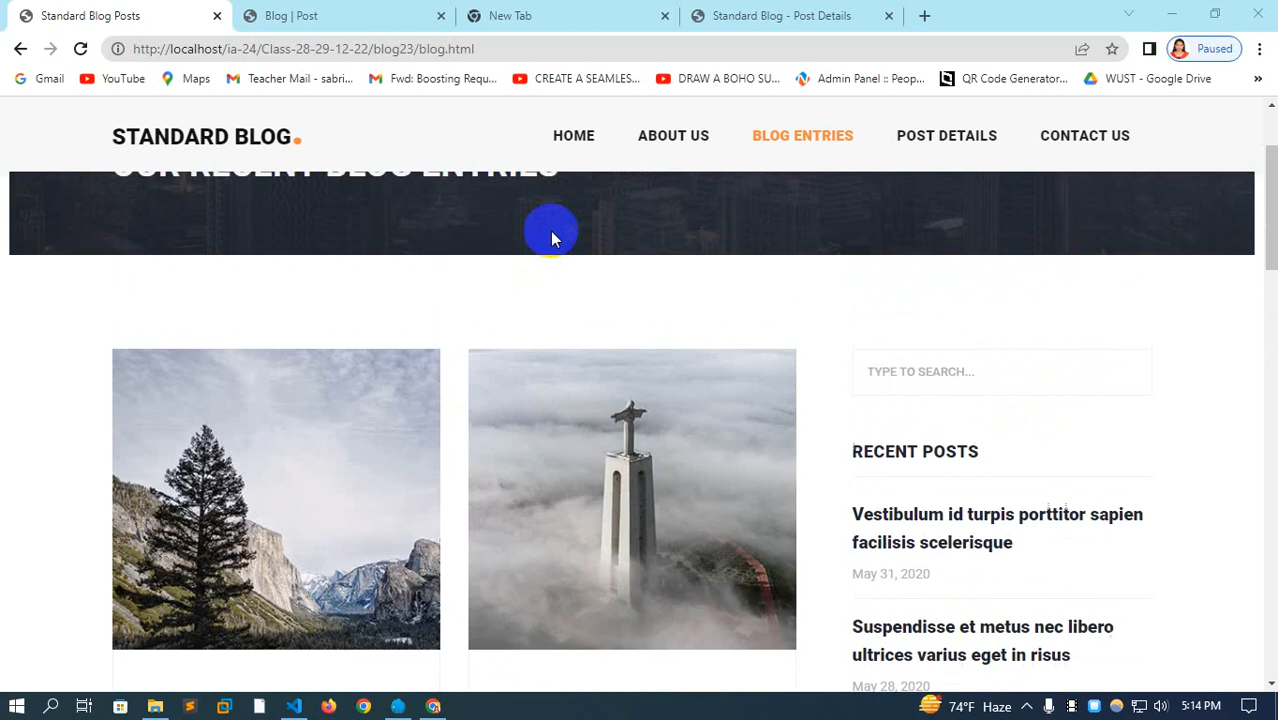 Standard Blog Posts
Blog | Post
New Tab
Standard Blog - Post Details
http://localhost/ia-24/Class-28-29-12-22/blog23/blog.html
Paused
Gmail
YouTube
Maps
Teacher Mail - sabri...
Fwd: Boosting Requ...
CREATE A SEAMLES...
DRAW A BOHO SU...
Admin Panel :: Peop...
QR Code Generator...
WUST - Google Drive
»
STANDARD BLOG.
HOME
ABOUT US
BLOG ENTRIES
POST DETAILS
CONTACT US
OUR RECENT BLOG ENTRIES
TYPE TO SEARCH...
RECENT POSTS
Vestibulum id turpis porttitor sapien
facilisis scelerisque
May 31, 2020
Suspendisse et metus nec libero
ultrices varius eget in risus
May 28, 2020
74°F Haze
5:14 PM